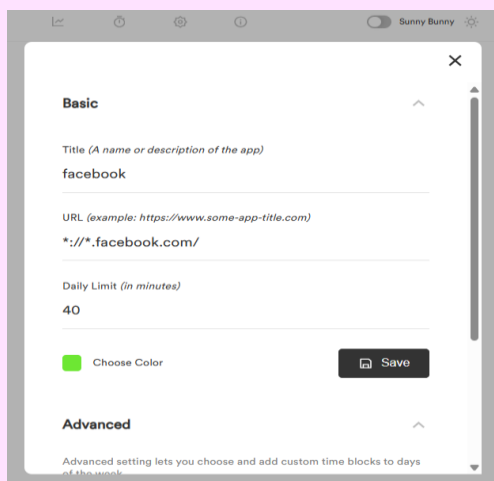 Sunny Bunny
Basic
Title (A name or description of the app)
facebook
URL (example: https://www.some-app-title.com)
*://*.facebook.com/
Daily Limit (in minutes)
40
Choose Color
Save
Advanced
Advanced setting lets you choose and add custom time blocks to days
of the week